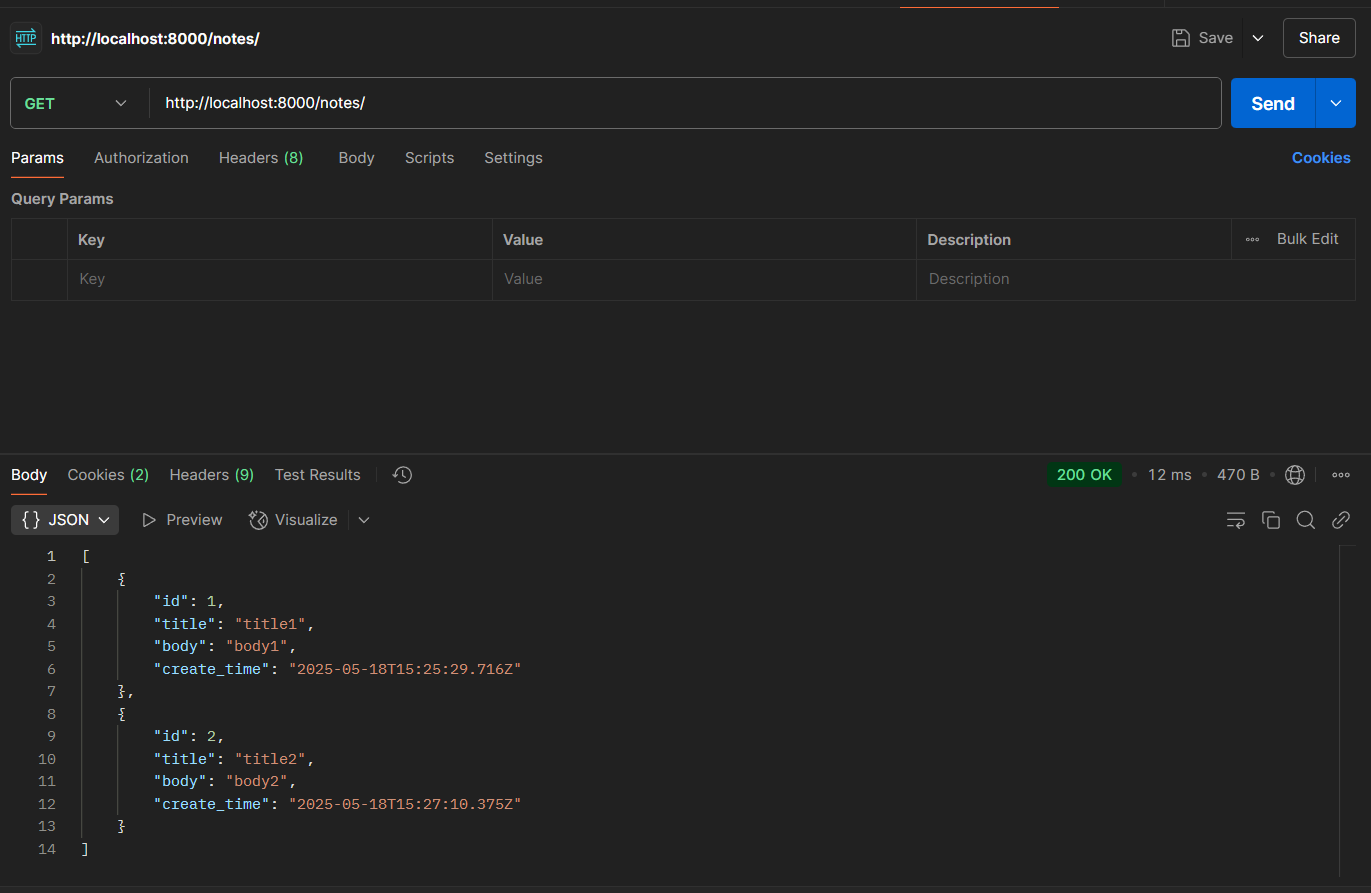 HTTP http://localhost:8000/notes/ Save Share
GET http://localhost:8000/notes/ Send
Params Authorization Headers (8) Body Scripts Settings Cookies
Query Params
Key Value Description Bulk Edit
Key Value Description
Body Cookies (2) Headers (9) Test Results 200 OK • 12 ms • 470 B •
{} JSON Preview Visualize
1 [
2 {
3 "id": 1,
4 "title": "title1",
5 "body": "body1",
6 "create_time": "2025-05-18T15:25:29.716Z"
7 },
8 {
9 "id": 2,
10 "title": "title2",
11 "body": "body2",
12 "create_time": "2025-05-18T15:27:10.375Z"
13 }
14 ]